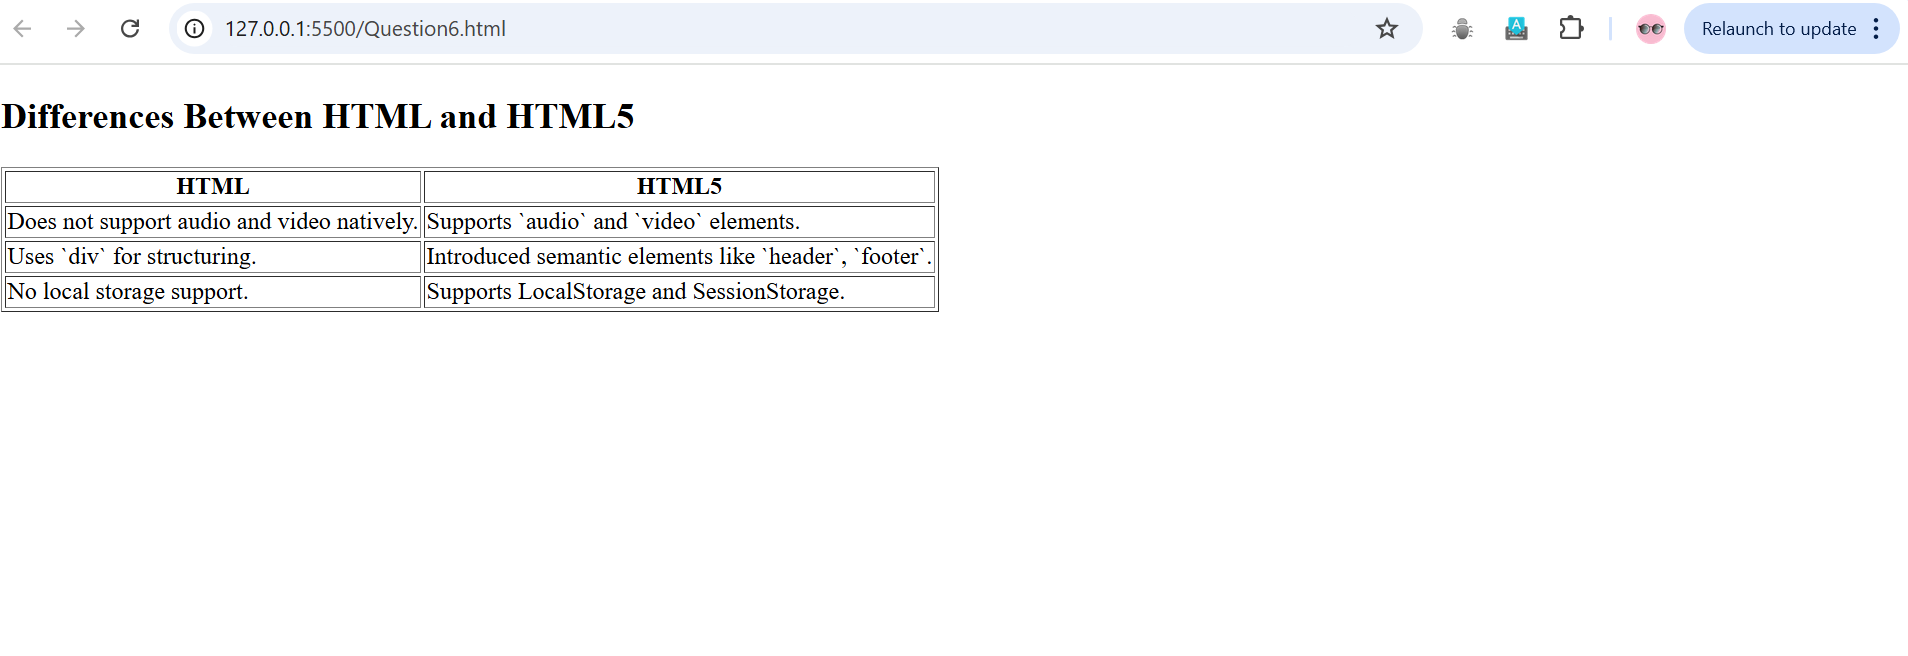 127.0.0.1:5500/Question6.html
A
Relaunch to update
Differences Between HTML and HTML5
HTML HTML5
Does not support audio and video natively. Supports `audio` and `video` elements.
Uses `div` for structuring. Introduced semantic elements like `header`, `footer`.
No local storage support. Supports LocalStorage and SessionStorage.